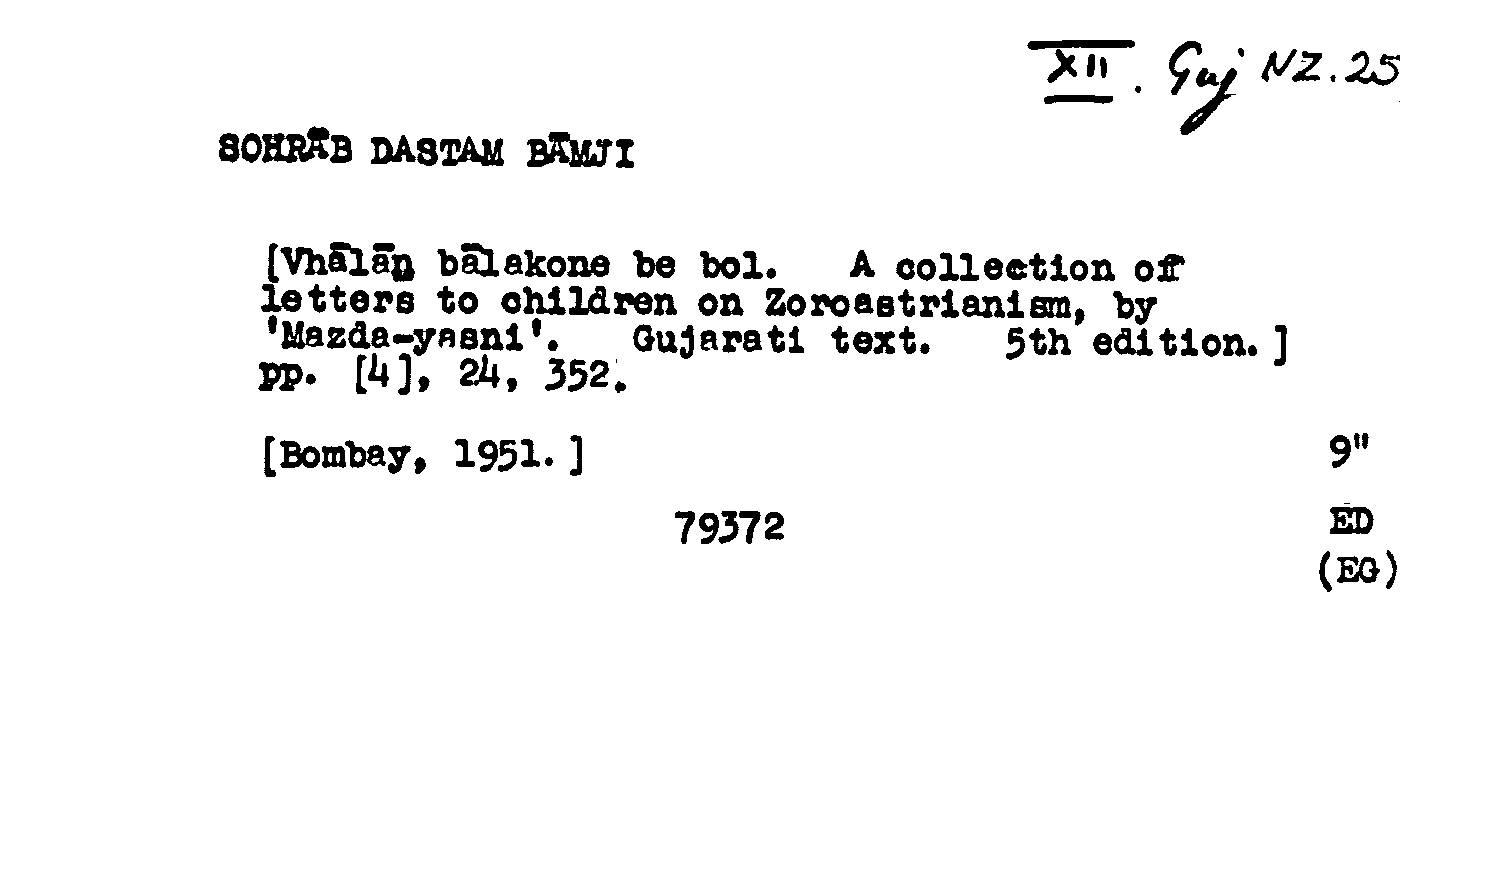 XII. Guj NZ.25
SOHRĀB DASTAM BĀMJI
[Vhālāṇ bālakone be bol. A collection of
letters to children on Zoroastrianism, by
'Mazda-yasni'. Gujarati text. 5th edition.]
pp. [4], 24, 352.
[Bombay, 1951.] 9"
79372 ED
(EG)